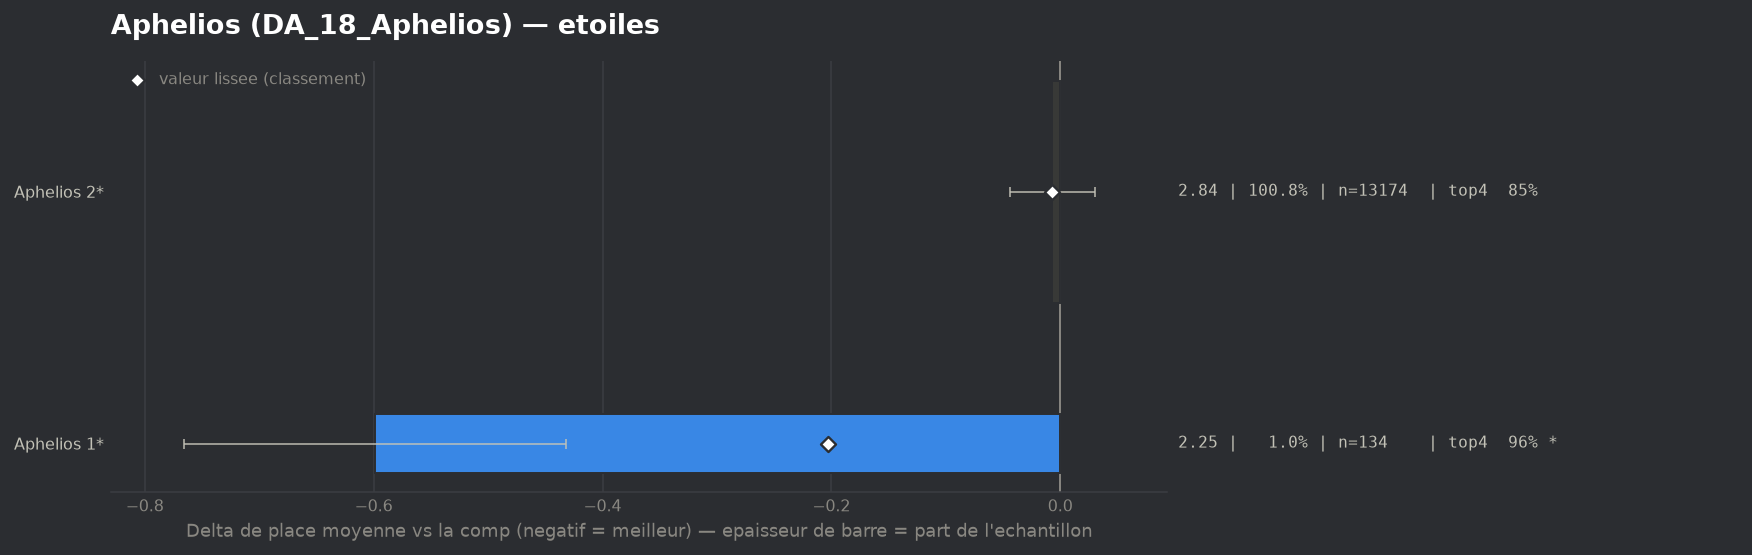 Aphelios (DA_18_Aphelios) — etoiles
valeur lissee (classement)
Aphelios 2*
2.84 | 100.8% | n=13174  | top4  85%
Aphelios 1*
2.25 |   1.0% | n=134    | top4  96% *
−0.8 −0.6 −0.4 −0.2 0.0
Delta de place moyenne vs la comp (negatif = meilleur) — epaisseur de barre = part de l'echantillon